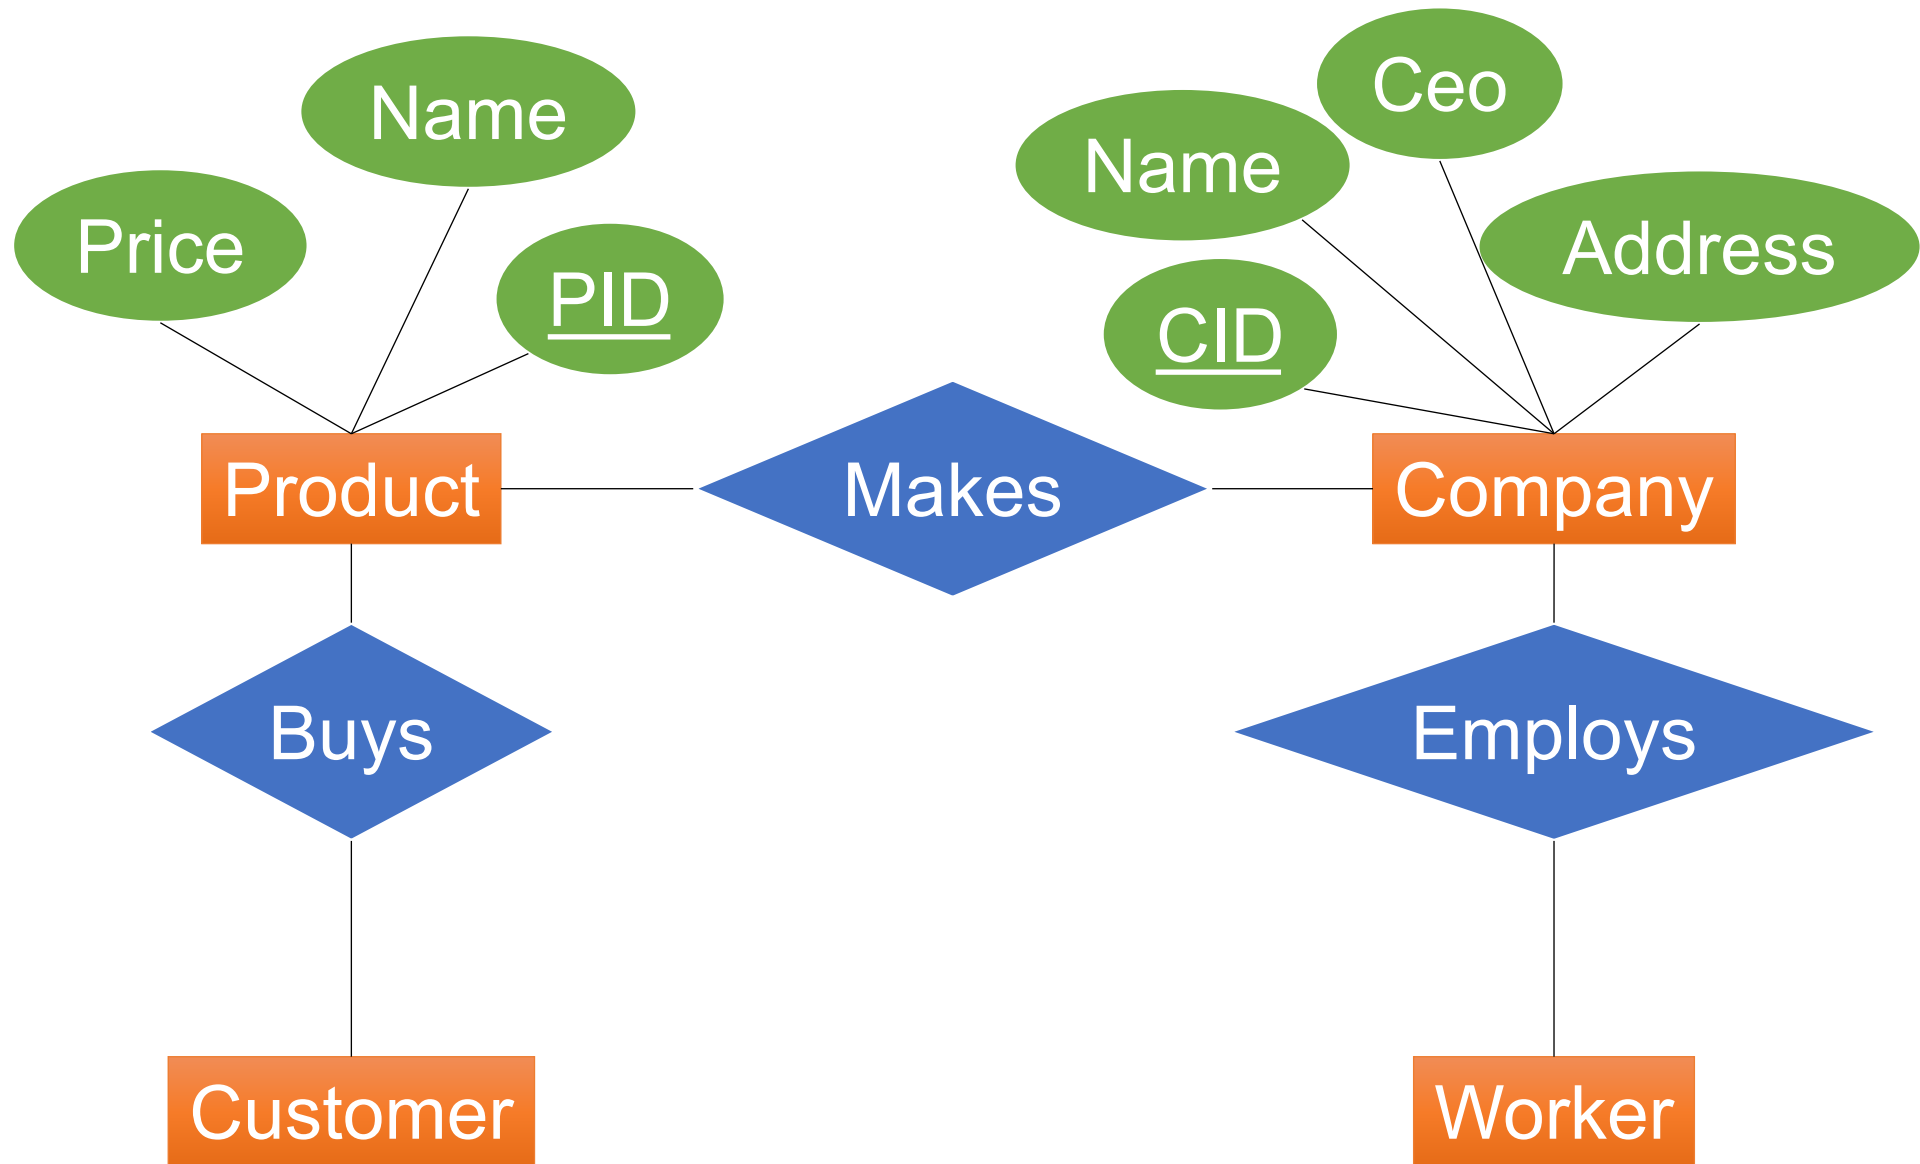 Ceo
Name
Name
Price
Address
PID
CID
Product
Makes
Company
Buys
Employs
Customer
Worker